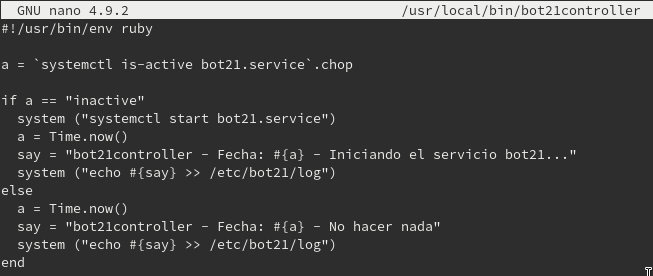 GNU nano 4.9.2 /usr/local/bin/bot21controller
#!/usr/bin/env ruby
a = `systemctl is-active bot21.service`.chop
if a == "inactive"
  system ("systemctl start bot21.service")
  a = Time.now()
  say = "bot21controller - Fecha: #{a} - Iniciando el servicio bot21..."
  system ("echo #{say} >> /etc/bot21/log")
else
  a = Time.now()
  say = "bot21controller - Fecha: #{a} - No hacer nada"
  system ("echo #{say} >> /etc/bot21/log")
end